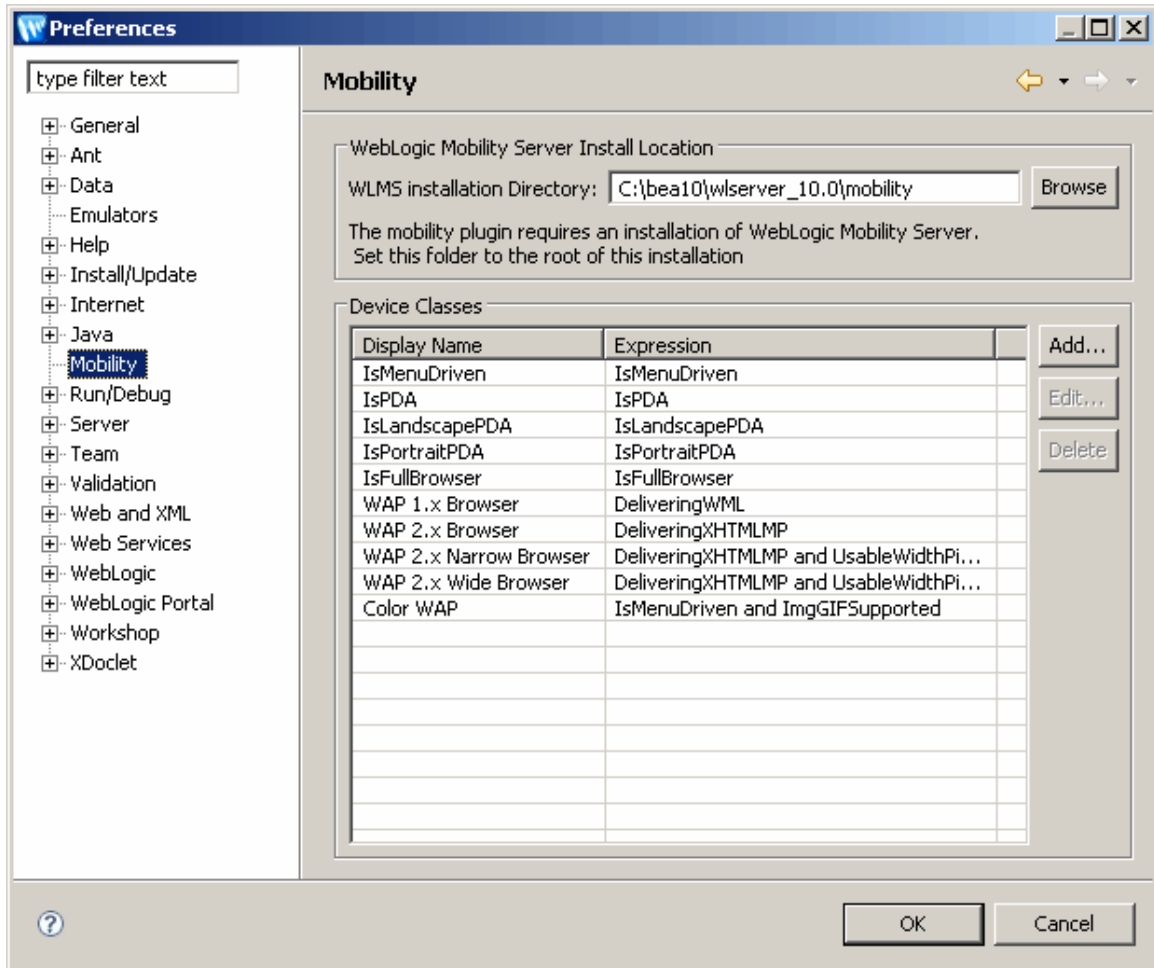 Preferences
type filter text
General
Ant
Data
Emulators
Help
Install/Update
Internet
Java
Mobility
Run/Debug
Server
Team
Validation
Web and XML
Web Services
WebLogic
WebLogic Portal
Workshop
XDoclet
Mobility
WebLogic Mobility Server Install Location
WLMS installation Directory: C:\bea10\wlserver_10.0\mobility Browse
The mobility plugin requires an installation of WebLogic Mobility Server.
Set this folder to the root of this installation
Device Classes
Display Name Expression
IsMenuDriven IsMenuDriven
IsPDA IsPDA
IsLandscapePDA IsLandscapePDA
IsPortraitPDA IsPortraitPDA
IsFullBrowser IsFullBrowser
WAP 1.x Browser DeliveringWML
WAP 2.x Browser DeliveringXHTMLMP
WAP 2.x Narrow Browser DeliveringXHTMLMP and UsableWidthPi...
WAP 2.x Wide Browser DeliveringXHTMLMP and UsableWidthPi...
Color WAP IsMenuDriven and ImgGIFSupported
Add...
Edit...
Delete
OK Cancel